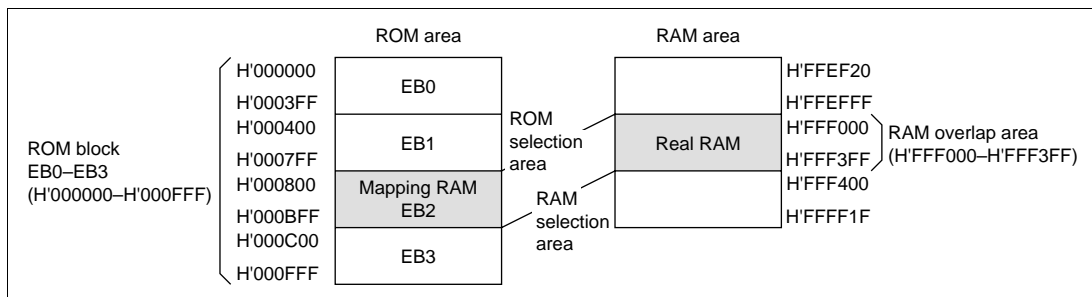 ROM area
RAM area
ROM block
EB0–EB3
(H'000000–H'000FFF)
H'000000
H'0003FF
H'000400
H'0007FF
H'000800
H'000BFF
H'000C00
H'000FFF
EB0
EB1
Mapping RAM
EB2
EB3
ROM
selection
area
RAM
selection
area
Real RAM
H'FFEF20
H'FFEFFF
H'FFF000
H'FFF3FF
H'FFF400
H'FFFF1F
RAM overlap area
(H'FFF000–H'FFF3FF)